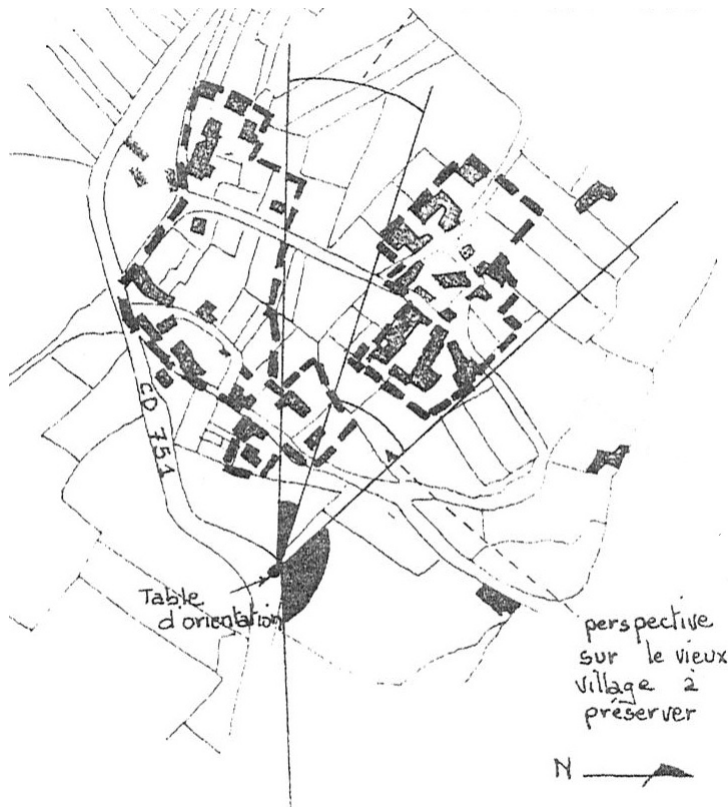 CD 751
Table
d'orientation
A
perspective
sur le vieux
village à
préserver
N